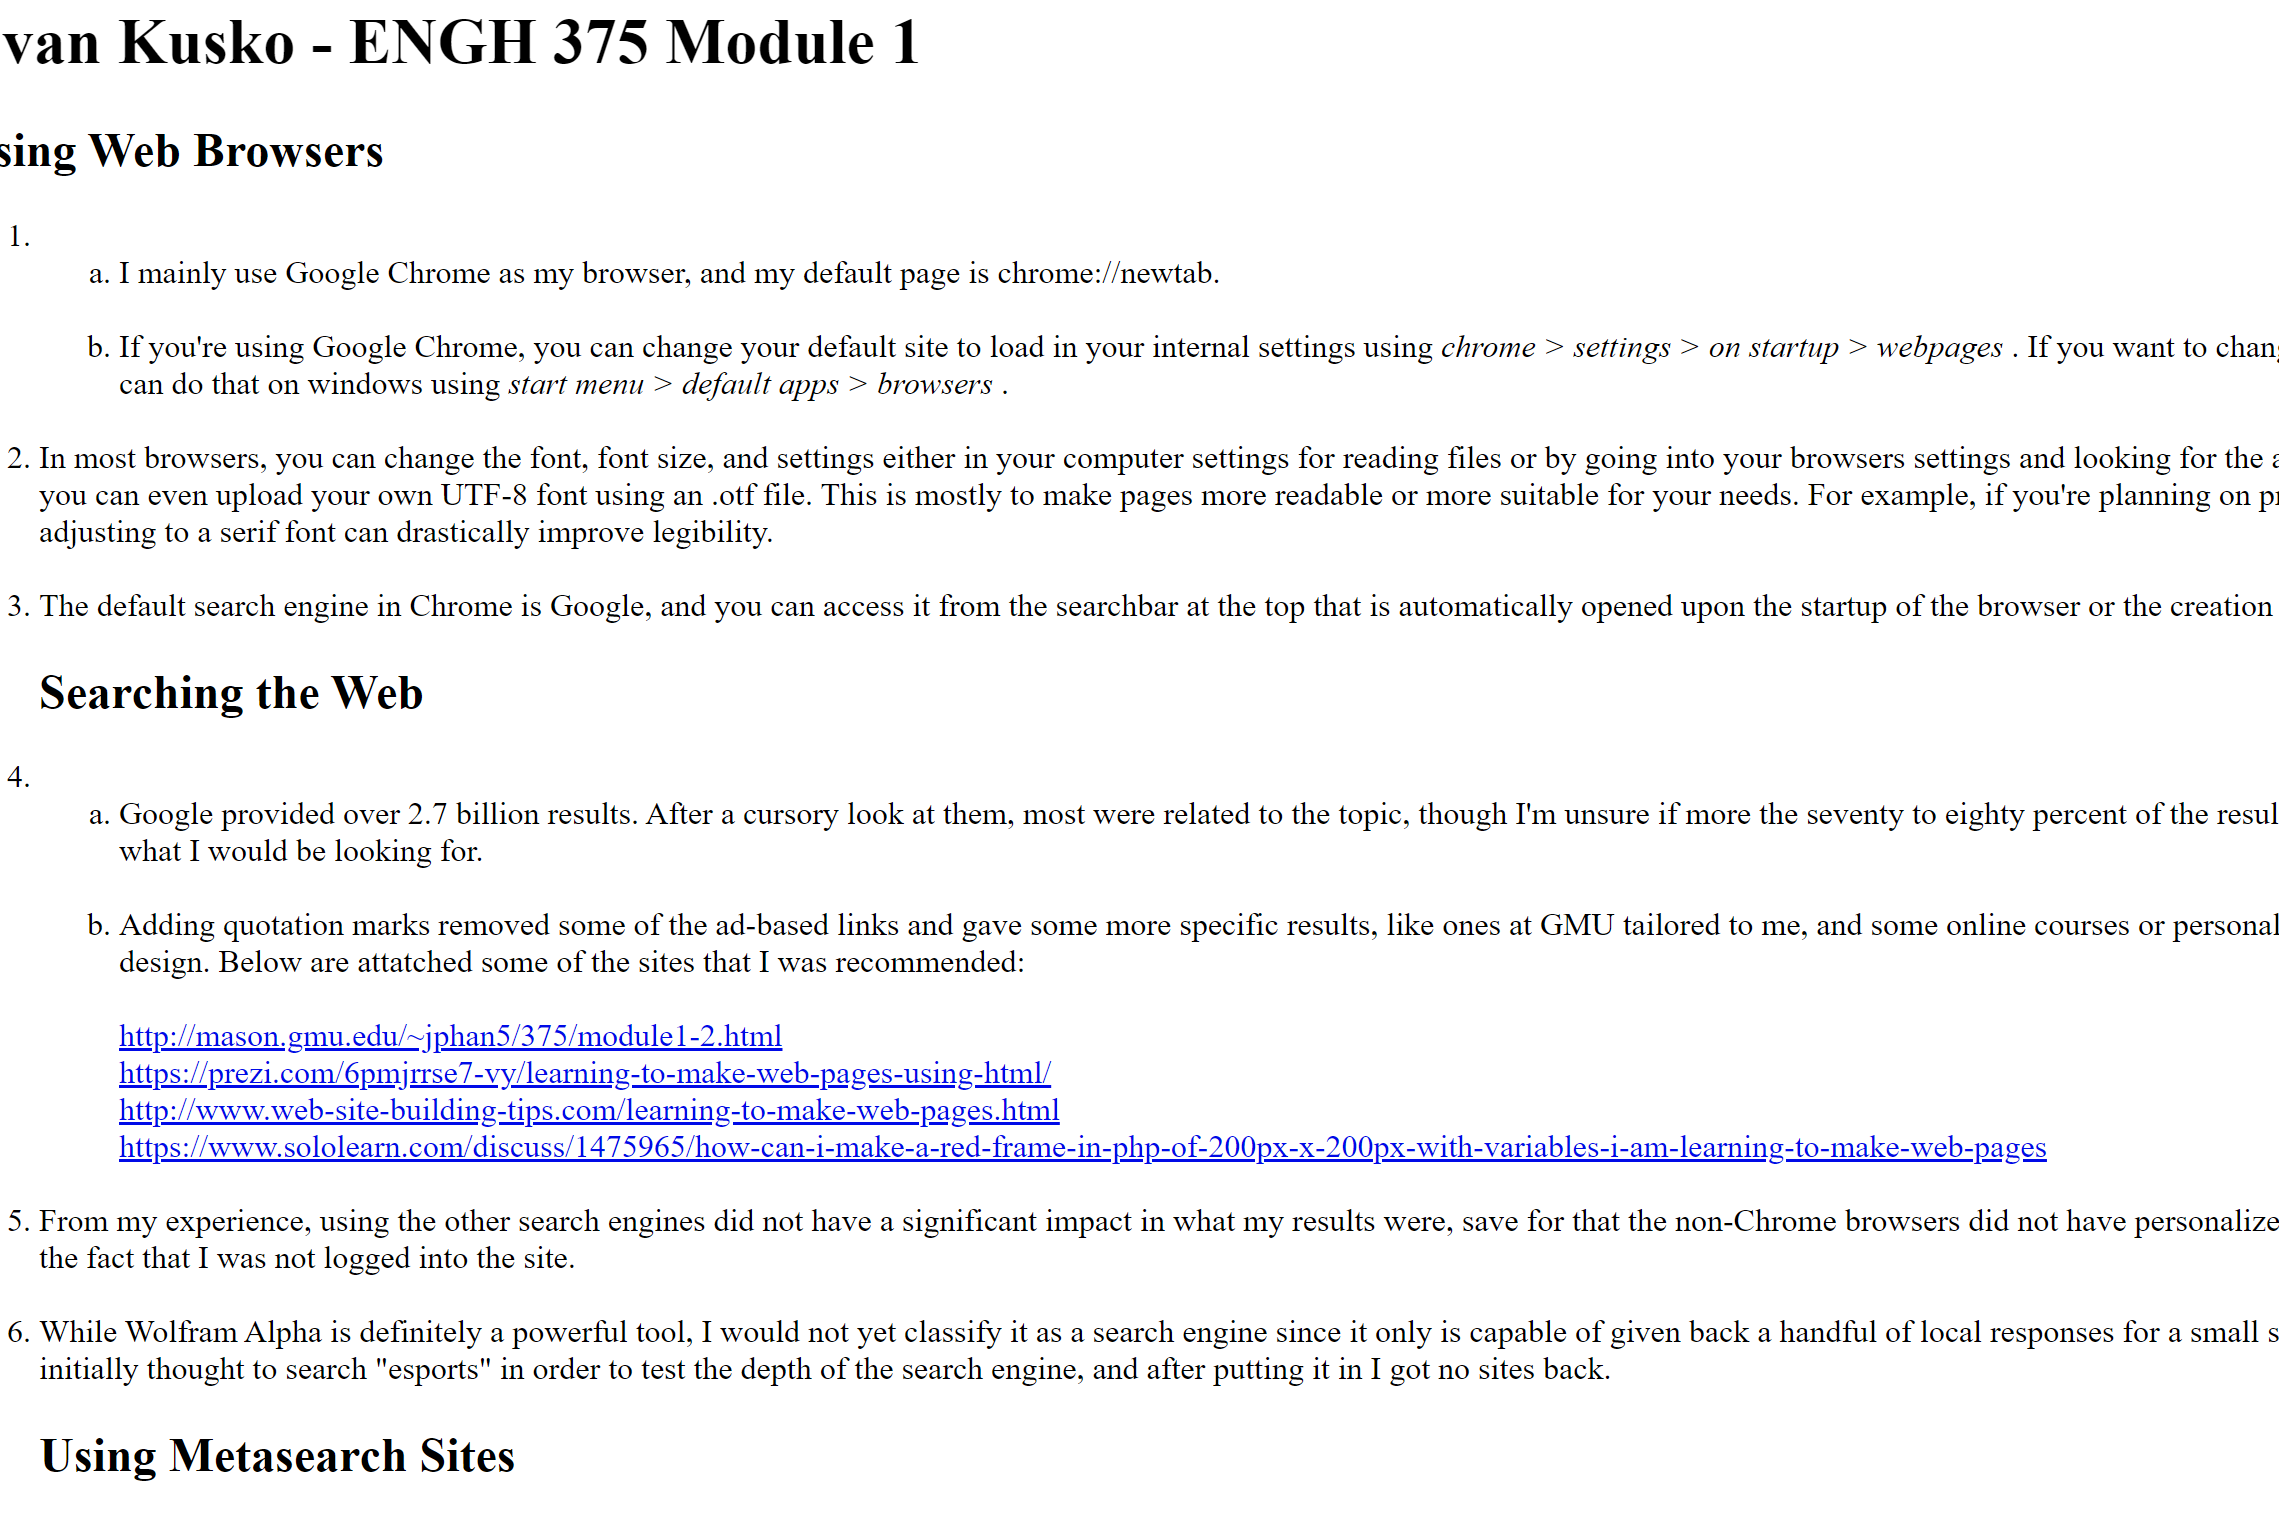 van Kusko - ENGH 375 Module 1
sing Web Browsers
1.
a. I mainly use Google Chrome as my browser, and my default page is chrome://newtab.
b. If you're using Google Chrome, you can change your default site to load in your internal settings using chrome > settings > on startup > webpages . If you want to chang
can do that on windows using start menu > default apps > browsers .
2. In most browsers, you can change the font, font size, and settings either in your computer settings for reading files or by going into your browsers settings and looking for the
you can even upload your own UTF-8 font using an .otf file. This is mostly to make pages more readable or more suitable for your needs. For example, if you're planning on
adjusting to a serif font can drastically improve legibility.
3. The default search engine in Chrome is Google, and you can access it from the searchbar at the top that is automatically opened upon the startup of the browser or the creation
Searching the Web
4.
a. Google provided over 2.7 billion results. After a cursory look at them, most were related to the topic, though I'm unsure if more the seventy to eighty percent of the resul
what I would be looking for.
b. Adding quotation marks removed some of the ad-based links and gave some more specific results, like ones at GMU tailored to me, and some online courses or personal
design. Below are attatched some of the sites that I was recommended:
http://mason.gmu.edu/~jphan5/375/module1-2.html
https://prezi.com/6pmjrrse7-vy/learning-to-make-web-pages-using-html/
http://www.web-site-building-tips.com/learning-to-make-web-pages.html
https://www.sololearn.com/discuss/1475965/how-can-i-make-a-red-frame-in-php-of-200px-x-200px-with-variables-i-am-learning-to-make-web-pages
5. From my experience, using the other search engines did not have a significant impact in what my results were, save for that the non-Chrome browsers did not have personalize
the fact that I was not logged into the site.
6. While Wolfram Alpha is definitely a powerful tool, I would not yet classify it as a search engine since it only is capable of given back a handful of local responses for a small s
initially thought to search "esports" in order to test the depth of the search engine, and after putting it in I got no sites back.
Using Metasearch Sites